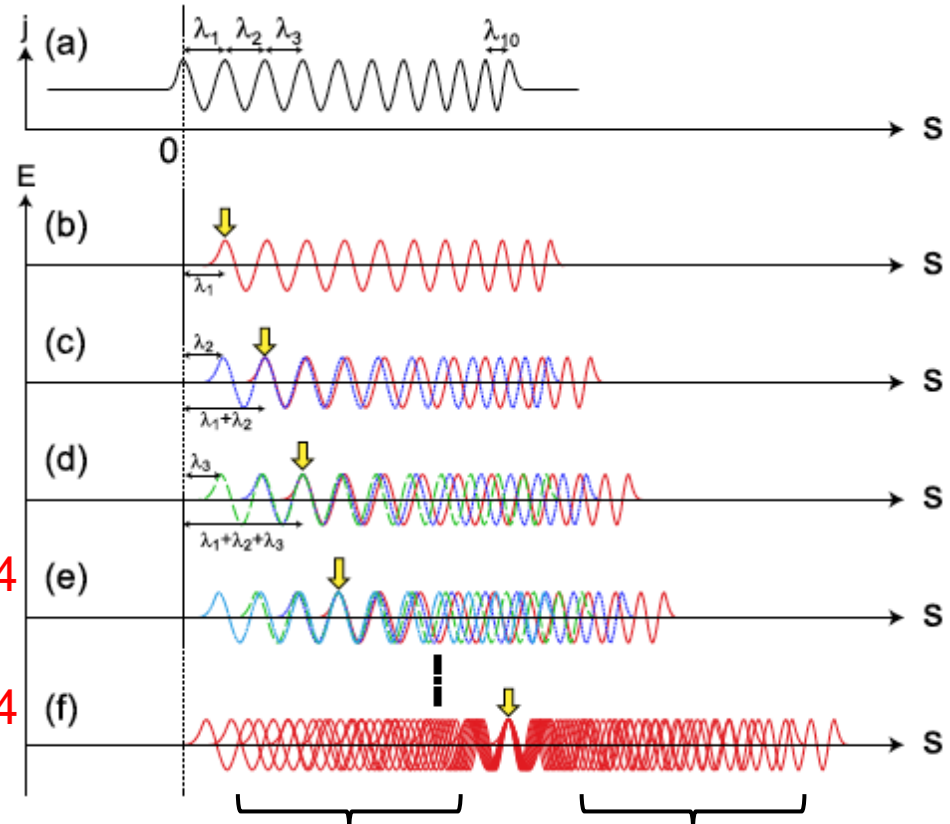 j (a) λ₁ λ₂ λ₃ λ₁₀
S
0
E
(b)
λ₁
S
(c)
λ₂
λ₁+λ₂
S
(d)
λ₃
λ₁+λ₂+λ₃
S
4 (e)
S
4 (f)
S